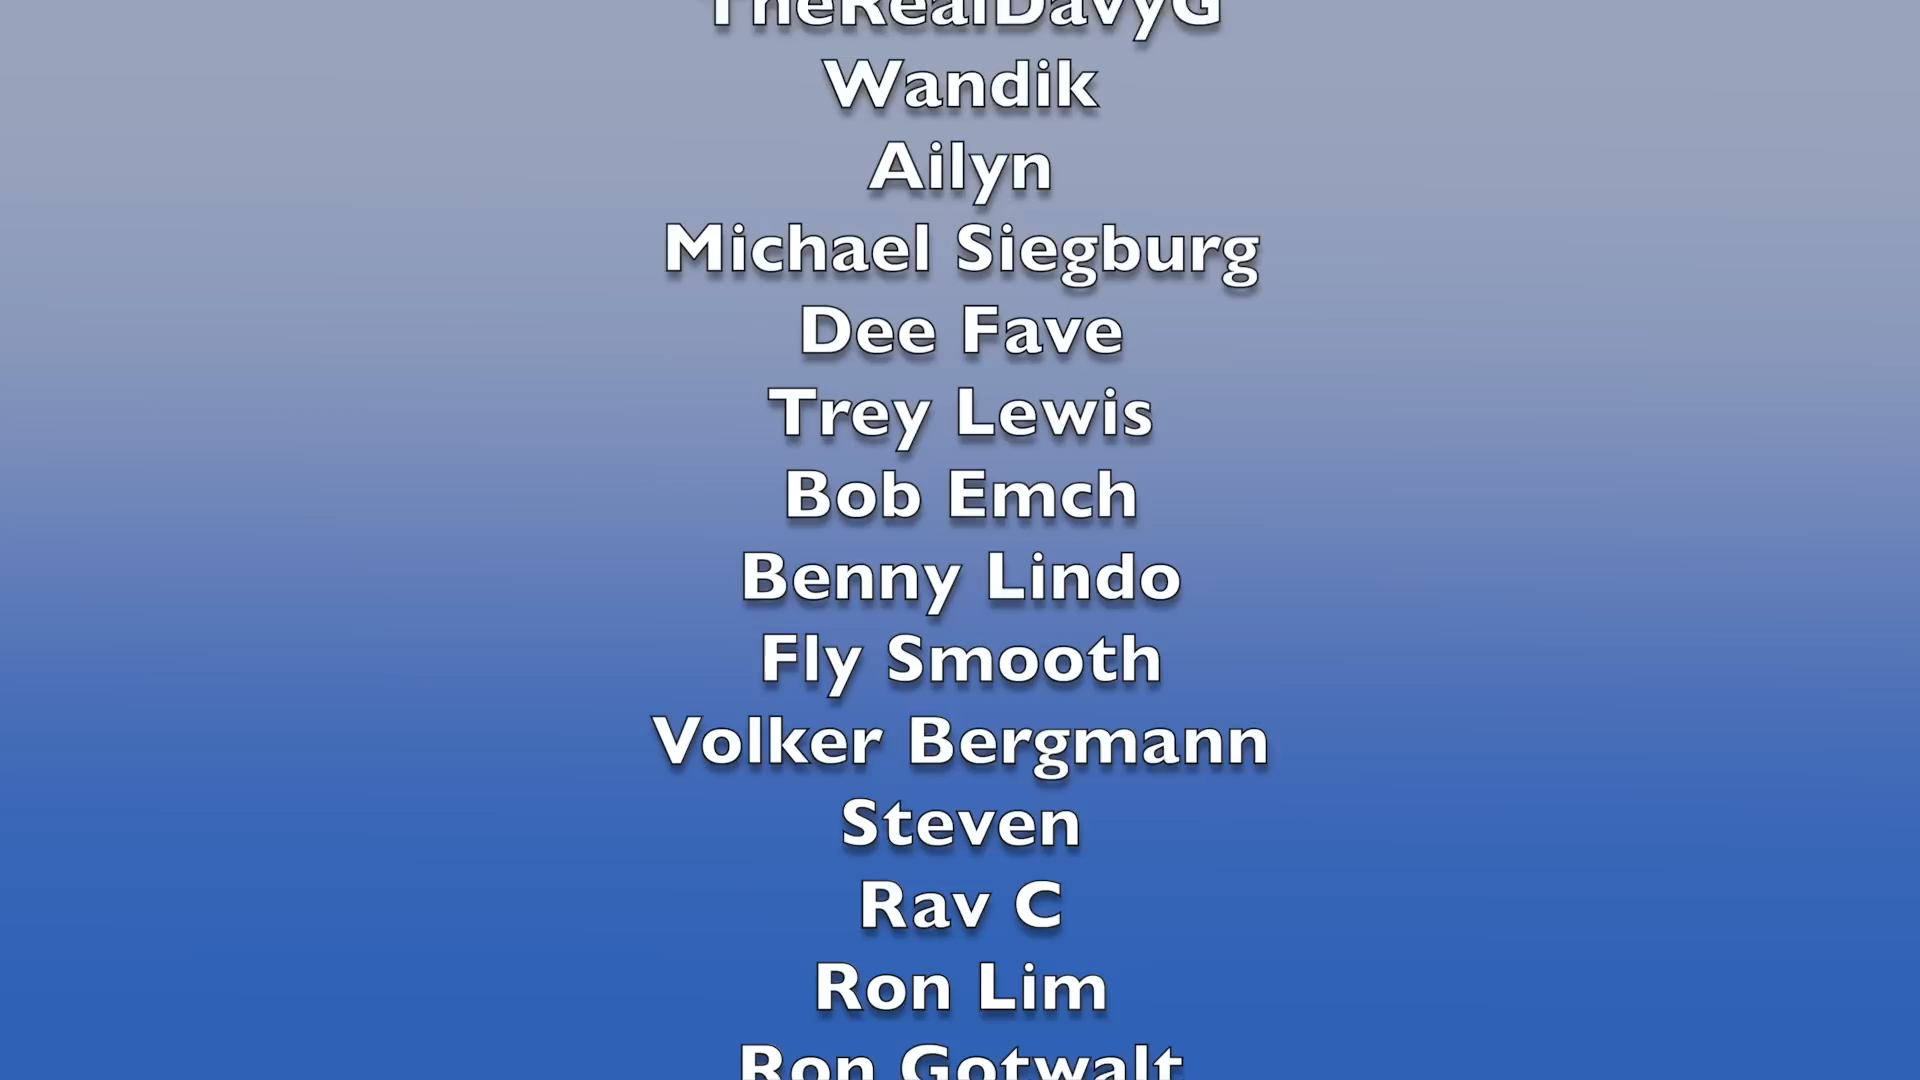 TheRealDavyG
Wandik
Ailyn
Michael Siegburg
Dee Fave
Trey Lewis
Bob Emch
Benny Lindo
Fly Smooth
Volker Bergmann
Steven
Rav C
Ron Lim
Ron Gotwalt